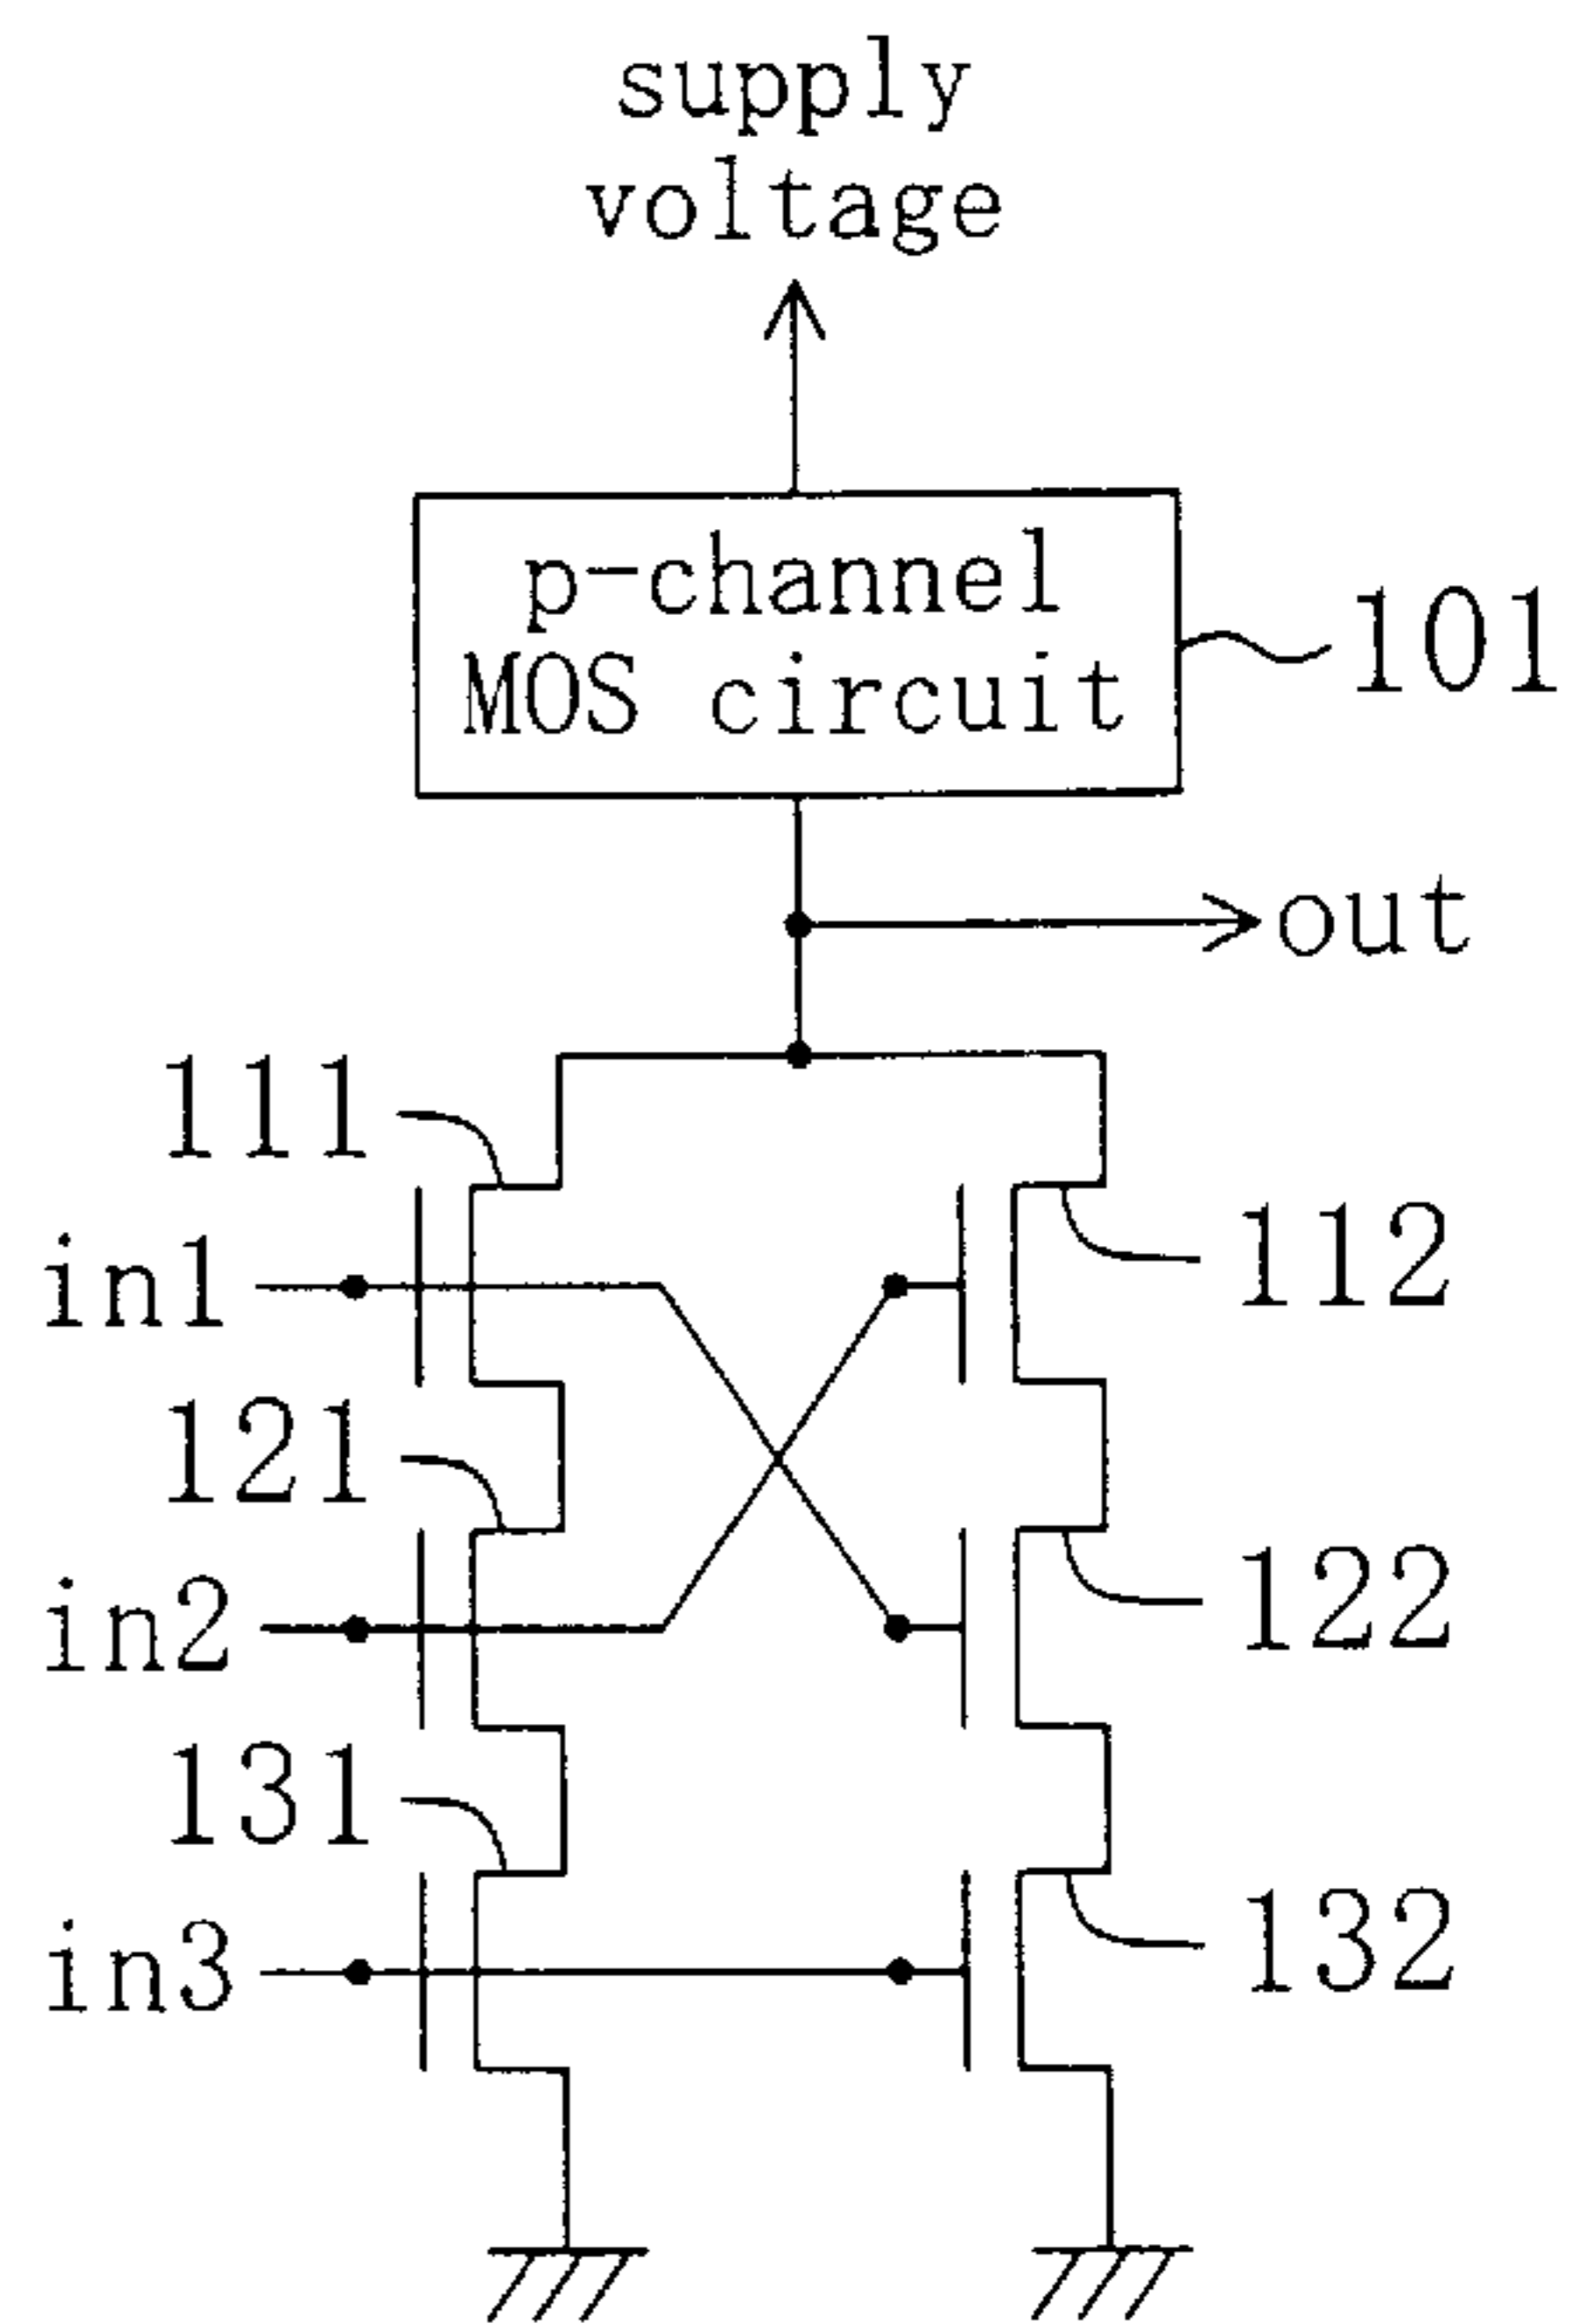 supply
voltage
p-channel
MOS circuit
101
out
111
in1
112
121
in2
122
131
in3
132